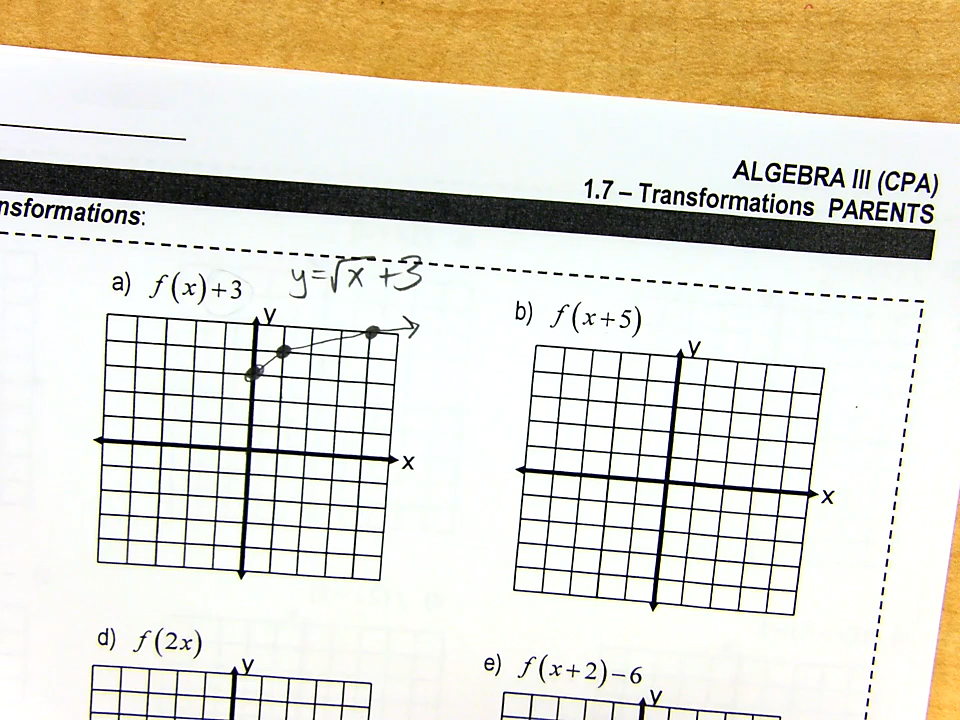 ALGEBRA III (CPA)
1.7 – Transformations PARENTS
nsformations:
a) f(x)+3 y=√x +3
b) f(x+5)
y
x
y
x
d) f(2x)
e) f(x+2)−6
y
y